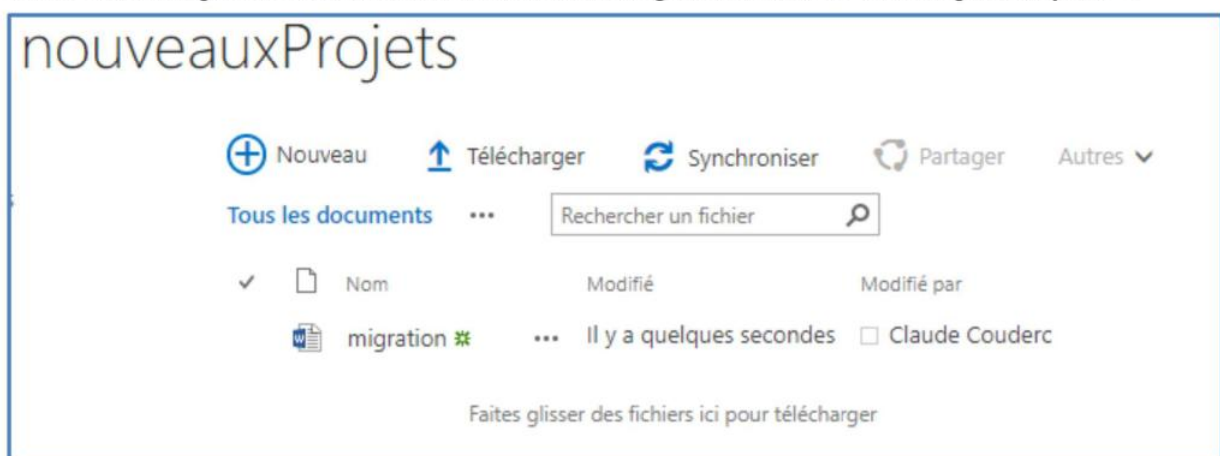 nouveauxProjets
Nouveau Télécharger Synchroniser Partager Autres
Tous les documents ... Rechercher un fichier
Nom Modifié Modifié par
migration ... Il y a quelques secondes Claude Couderc
Faites glisser des fichiers ici pour télécharger